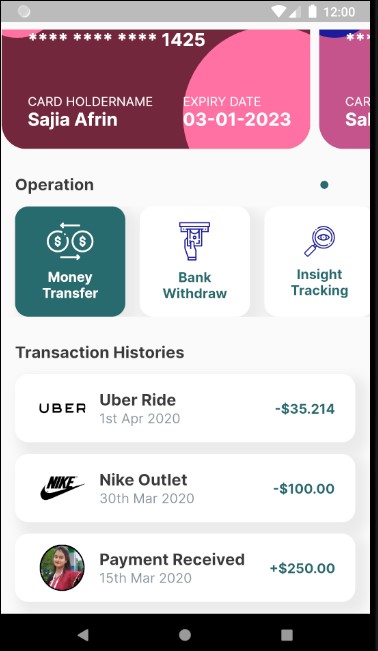 12:00
**** **** **** 1425
***
CARD HOLDERNAME
EXPIRY DATE
CAR
Sajia Afrin
03-01-2023
Sal
Operation
Money
Transfer
Bank
Withdraw
Insight
Tracking
Transaction Histories
UBER
Uber Ride
1st Apr 2020
-$35.214
NIKE
Nike Outlet
30th Mar 2020
-$100.00
Payment Received
15th Mar 2020
+$250.00